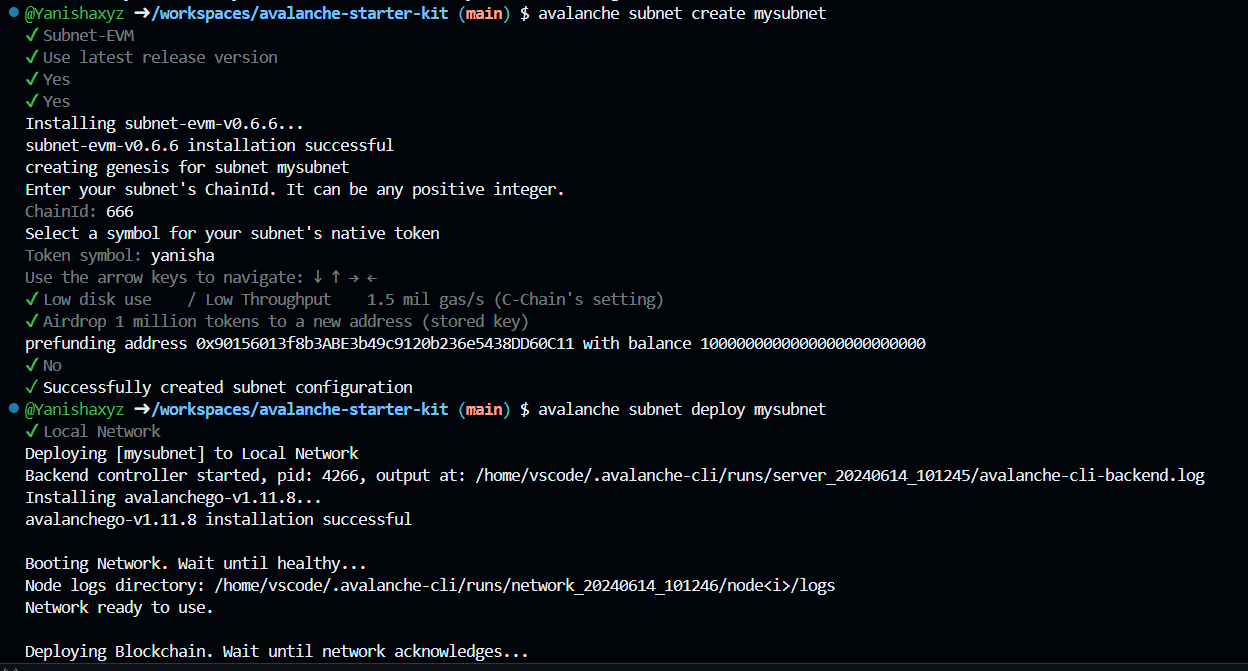 @Yanishaxyz ➜/workspaces/avalanche-starter-kit (main) $ avalanche subnet create mysubnet
✓ Subnet-EVM
✓ Use latest release version
✓ Yes
✓ Yes
Installing subnet-evm-v0.6.6...
subnet-evm-v0.6.6 installation successful
creating genesis for subnet mysubnet
Enter your subnet's ChainId. It can be any positive integer.
ChainId: 666
Select a symbol for your subnet's native token
Token symbol: yanisha
Use the arrow keys to navigate: ↓ ↑ → ←
✓ Low disk use    / Low Throughput    1.5 mil gas/s (C-Chain's setting)
✓ Airdrop 1 million tokens to a new address (stored key)
prefunding address 0x90156013f8b3ABE3b49c9120b236e5438DD60C11 with balance 1000000000000000000000000
✓ No
✓ Successfully created subnet configuration
@Yanishaxyz ➜/workspaces/avalanche-starter-kit (main) $ avalanche subnet deploy mysubnet
✓ Local Network
Deploying [mysubnet] to Local Network
Backend controller started, pid: 4266, output at: /home/vscode/.avalanche-cli/runs/server_20240614_101245/avalanche-cli-backend.log
Installing avalanchego-v1.11.8...
avalanchego-v1.11.8 installation successful
Booting Network. Wait until healthy...
Node logs directory: /home/vscode/.avalanche-cli/runs/network_20240614_101246/node<i>/logs
Network ready to use.
Deploying Blockchain. Wait until network acknowledges...